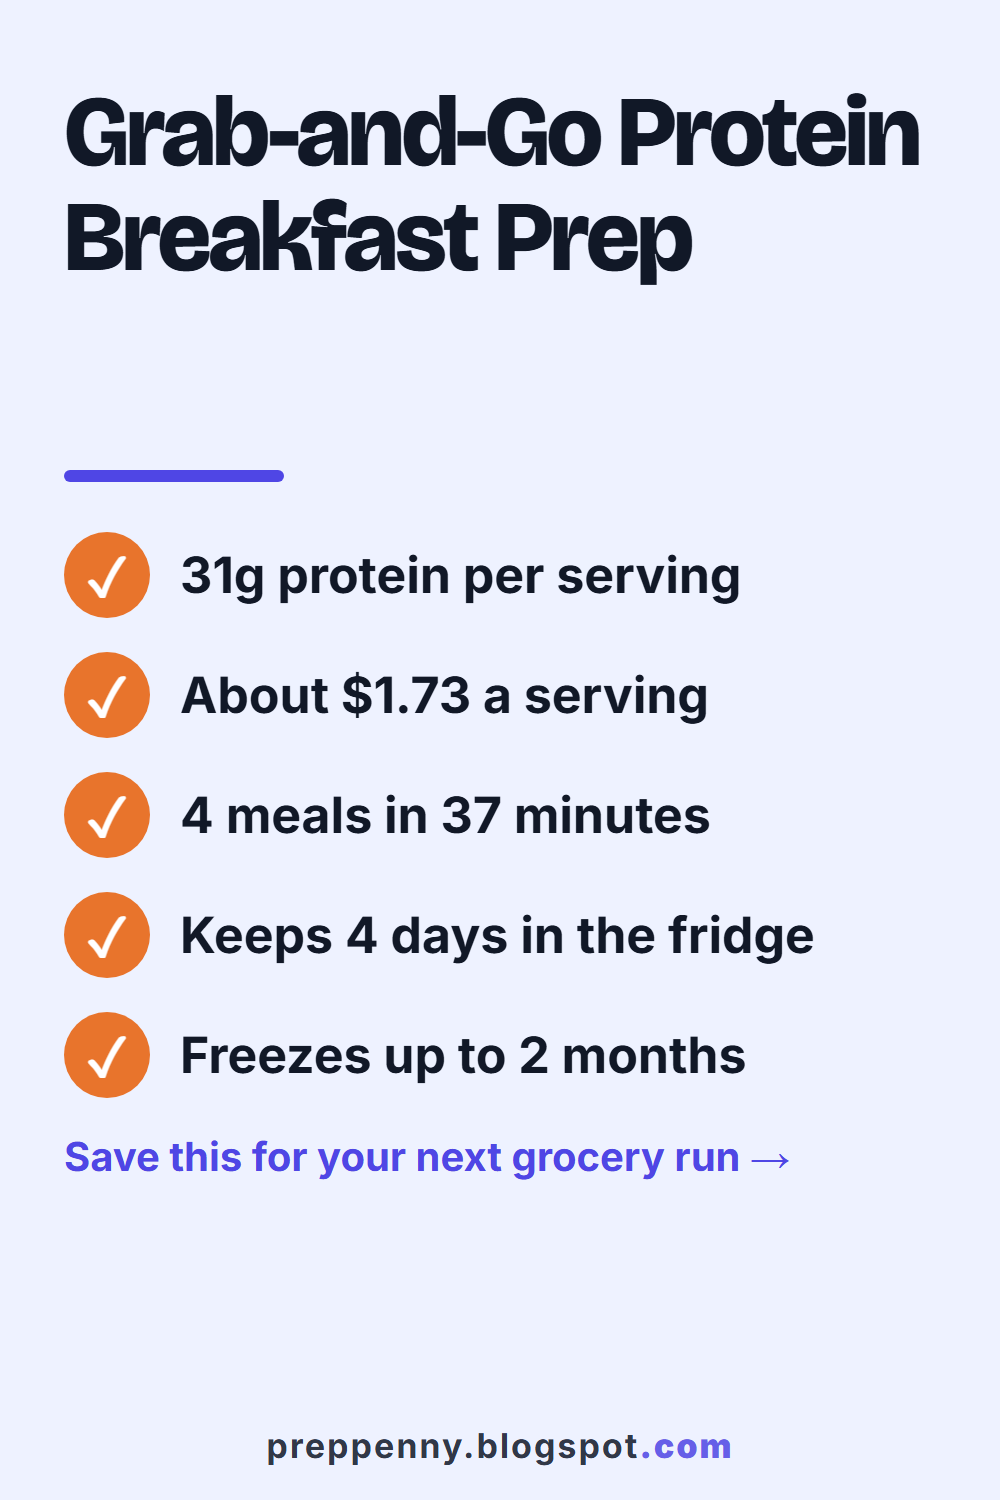 Grab-and-Go Protein
Breakfast Prep
✓ 31g protein per serving
✓ About $1.73 a serving
✓ 4 meals in 37 minutes
✓ Keeps 4 days in the fridge
✓ Freezes up to 2 months
Save this for your next grocery run →
preppenny.blogspot.com